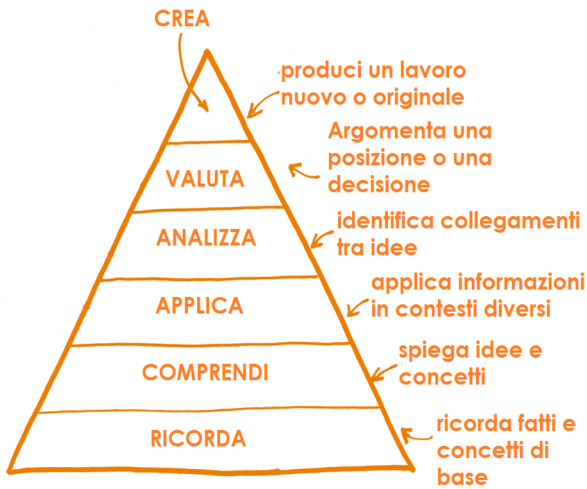 CREA
produci un lavoro
nuovo o originale
VALUTA
Argomenta una
posizione o una
decisione
ANALIZZA
identifica collegamenti
tra idee
APPLICA
applica informazioni
in contesti diversi
COMPRENDI
spiega idee e
concetti
RICORDA
ricorda fatti e
concetti di
base